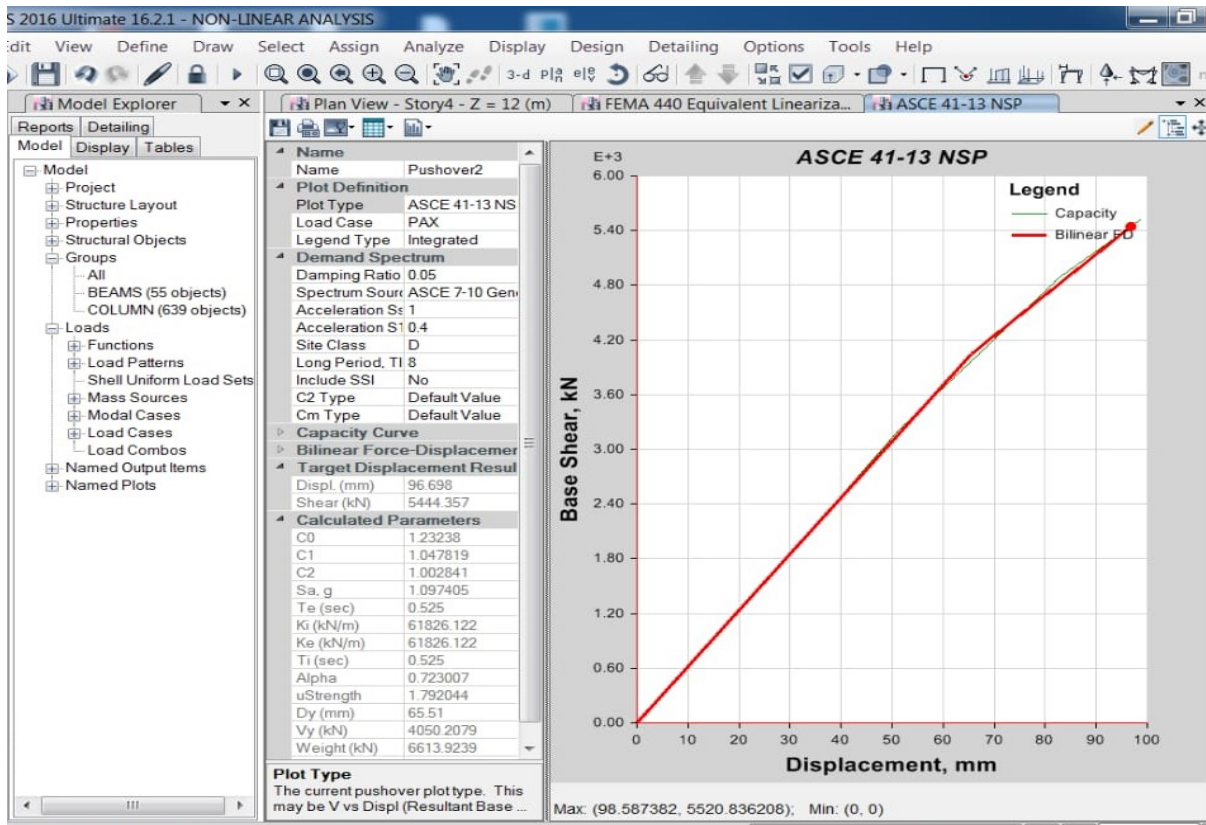 S 2016 Ultimate 16.2.1 - NON-LINEAR ANALYSIS
Edit View Define Draw Select Assign Analyze Display Design Detailing Options Tools Help
3-d
Model Explorer
Plan View - Story4 - Z = 12 (m)
FEMA 440 Equivalent Lineariza...
ASCE 41-13 NSP
Reports Detailing
Model Display Tables
Model
Project
Structure Layout
Properties
Structural Objects
Groups
All
BEAMS (55 objects)
COLUMN (639 objects)
Loads
Functions
Load Patterns
Shell Uniform Load Sets
Mass Sources
Modal Cases
Load Cases
Load Combos
Named Output Items
Named Plots
Name
Name Pushover2
Plot Definition
Plot Type ASCE 41-13 NS
Load Case PAX
Legend Type Integrated
Demand Spectrum
Damping Ratio 0.05
Spectrum Sour ASCE 7-10 Gen
Acceleration Ss 1
Acceleration S1 0.4
Site Class D
Long Period, Tl 8
Include SSI No
C2 Type Default Value
Cm Type Default Value
Capacity Curve
Bilinear Force-Displacemer
Target Displacement Resul
Displ. (mm) 96.698
Shear (kN) 5444.357
Calculated Parameters
C0 1.23238
C1 1.047819
C2 1.002841
Sa, g 1.097405
Te (sec) 0.525
Ki (kN/m) 61826.122
Ke (kN/m) 61826.122
Ti (sec) 0.525
Alpha 0.723007
uStrength 1.792044
Dy (mm) 65.51
Vy (kN) 4050.2079
Weight (kN) 6613.9239
Plot Type
The current pushover plot type. This
may be V vs Displ (Resultant Base ...
ASCE 41-13 NSP
E+3
6.00
5.40
4.80
4.20
3.60
3.00
2.40
1.80
1.20
0.60
0.00
Base Shear, kN
Legend
Capacity
Bilinear FD
0 10 20 30 40 50 60 70 80 90 100
Displacement, mm
Max: (98.587382, 5520.836208); Min: (0, 0)